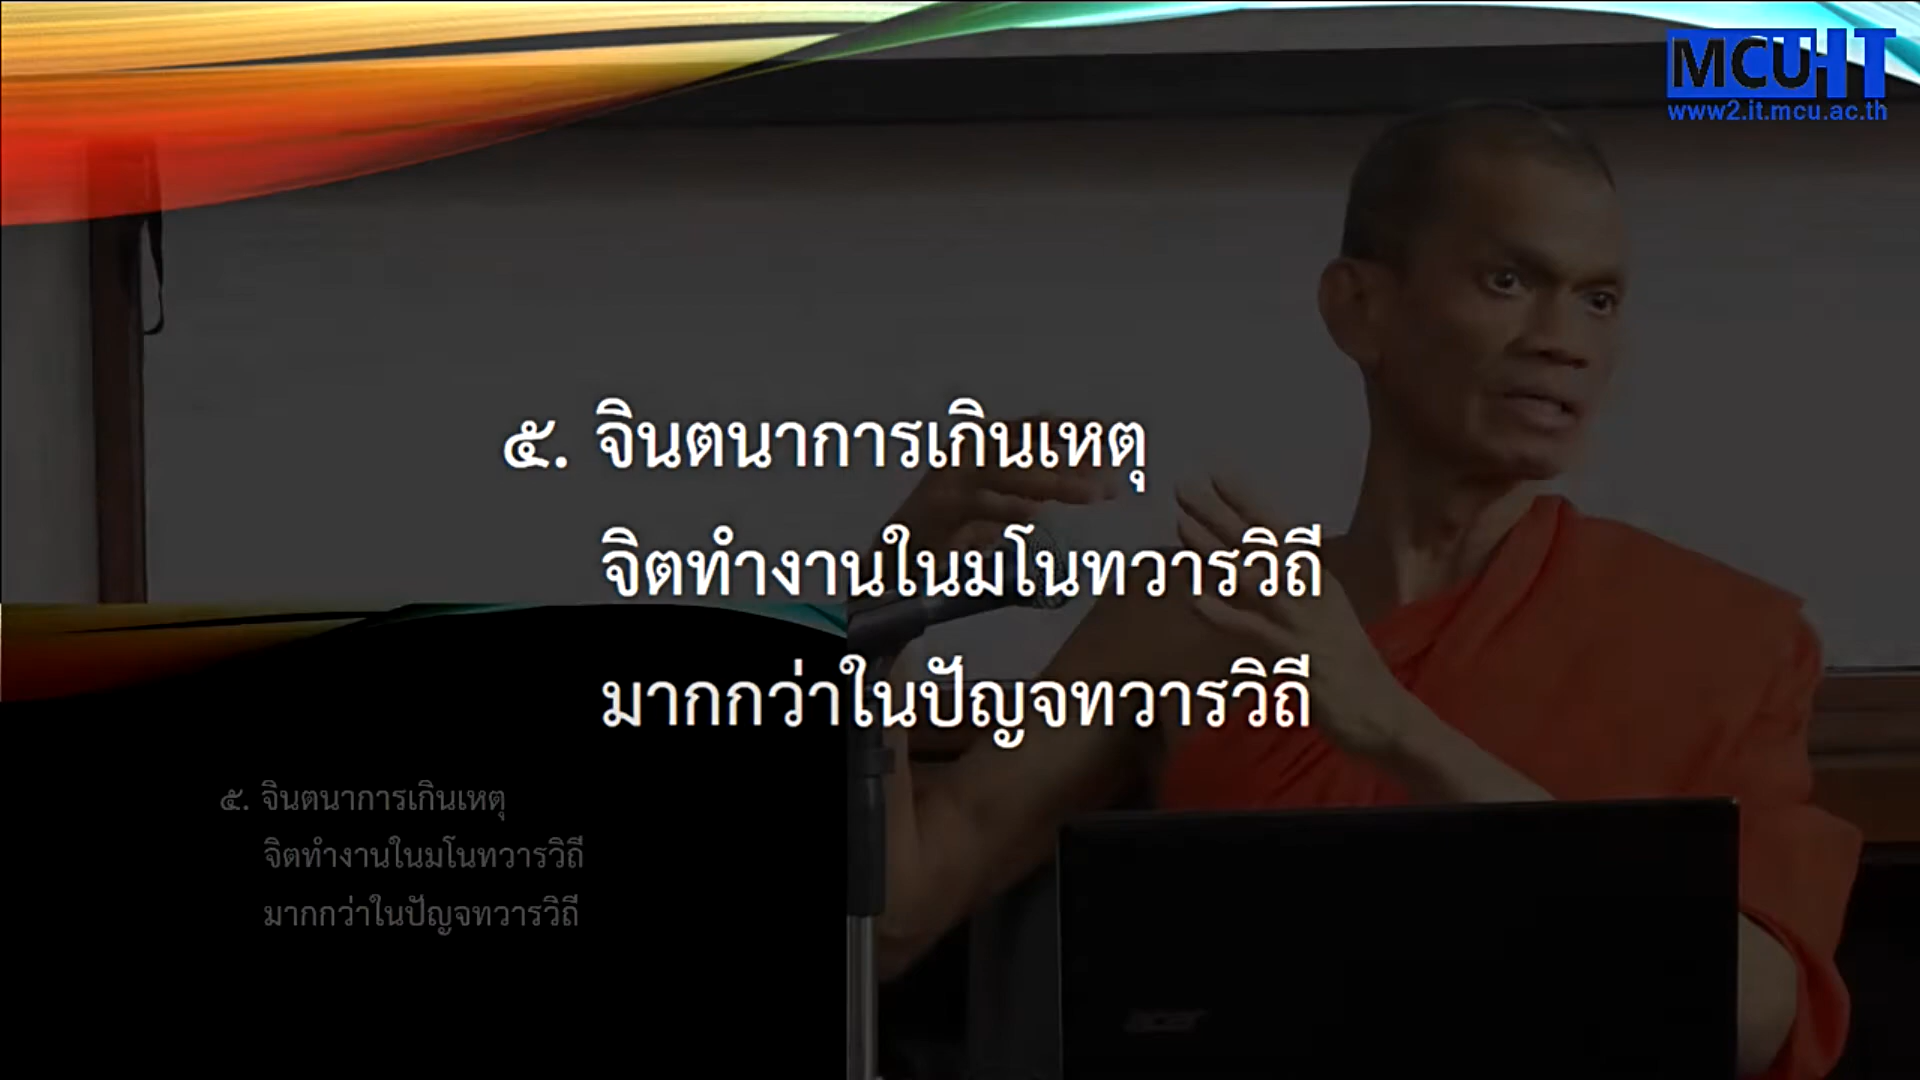 MCU-IT
www2.it.mcu.ac.th
๕. จินตนาการเกินเหตุ
จิตทำงานในมโนทวารวิถี
มากกว่าในปัญจทวารวิถี
๕. จินตนาการเกินเหตุ
จิตทำงานในมโนทวารวิถี
มากกว่าในปัญจทวารวิถี
acer